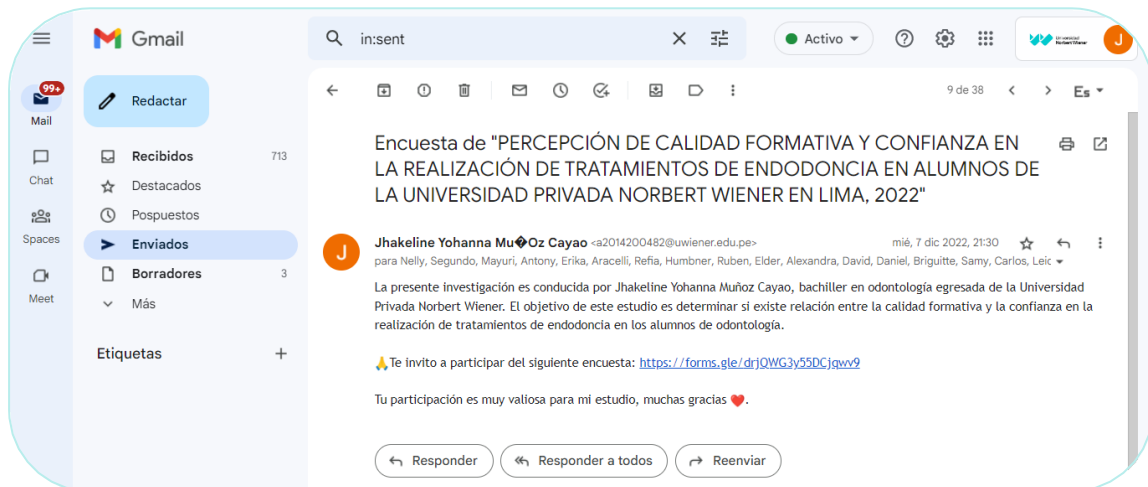 Gmail
in:sent
Activo
Universidad
Norbert Wiener
J
99+
Mail
Redactar
9 de 38
Es
Chat
Recibidos 713
Destacados
Pospuestos
Spaces
Enviados
Borradores 3
Meet
Más
Etiquetas
Encuesta de "PERCEPCIÓN DE CALIDAD FORMATIVA Y CONFIANZA EN
LA REALIZACIÓN DE TRATAMIENTOS DE ENDODONCIA EN ALUMNOS DE
LA UNIVERSIDAD PRIVADA NORBERT WIENER EN LIMA, 2022"
J
Jhakeline Yohanna Mu�Oz Cayao <a2014200482@uwiener.edu.pe> mié, 7 dic 2022, 21:30
para Nelly, Segundo, Mayuri, Antony, Erika, Aracelli, Refia, Humbner, Ruben, Elder, Alexandra, David, Daniel, Briguitte, Samy, Carlos, Leic
La presente investigación es conducida por Jhakeline Yohanna Muñoz Cayao, bachiller en odontología egresada de la Universidad
Privada Norbert Wiener. El objetivo de este estudio es determinar si existe relación entre la calidad formativa y la confianza en la
realización de tratamientos de endodoncia en los alumnos de odontología.
🙏Te invito a participar del siguiente encuesta: https://forms.gle/drjQWG3y55DCjqwv9
Tu participación es muy valiosa para mi estudio, muchas gracias ❤️.
Responder
Responder a todos
Reenviar